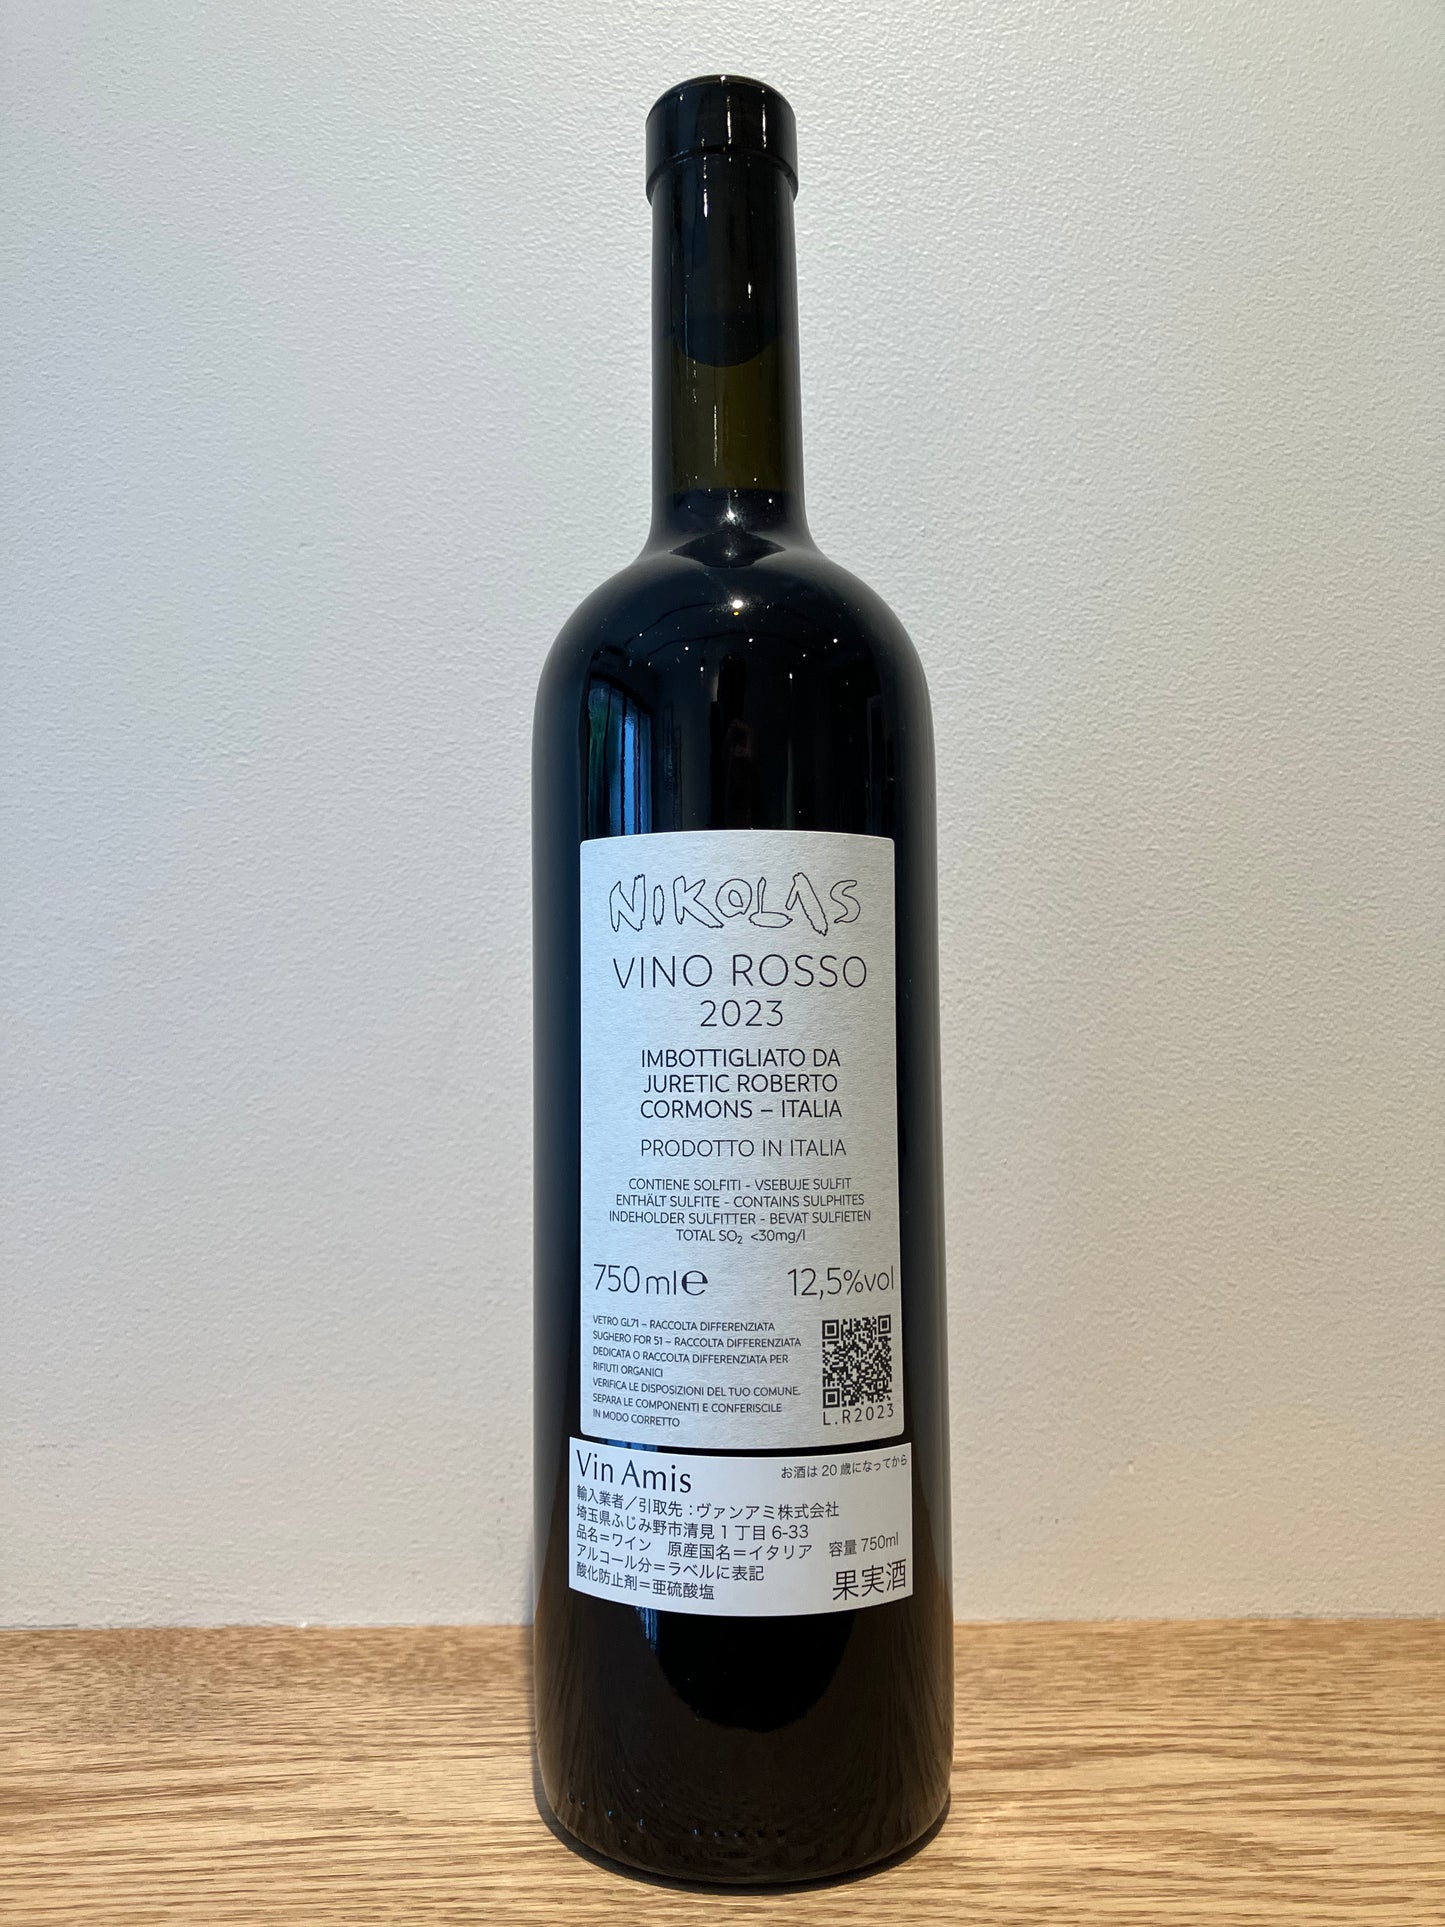 NIKOLAS
VINO ROSSO
2023
IMBOTTIGLIATO DA
JURETIC ROBERTO
CORMONS – ITALIA
PRODOTTO IN ITALIA
CONTIENE SOLFITI - VSEBUJE SULFIT
ENTHÄLT SULFITE - CONTAINS SULPHITES
INDEHOLDER SULFITTER - BEVAT SULFIETEN
TOTAL SO₂ <30mg/l
750 ml ℮ 12,5%vol
VETRO GL71 – RACCOLTA DIFFERENZIATA
SUGHERO FOR 51 – RACCOLTA DIFFERENZIATA
DEDICATA O RACCOLTA DIFFERENZIATA PER
RIFIUTI ORGANICI
VERIFICA LE DISPOSIZIONI DEL TUO COMUNE.
SEPARA LE COMPONENTI E CONFERISCILE
IN MODO CORRETTO
L.R2023
Vin Amis お酒は20歳になってから
輸入業者／引取先：ヴァンアミ株式会社
埼玉県ふじみ野市清見1丁目6-33
品名＝ワイン 原産国名＝イタリア 容量750ml
アルコール分＝ラベルに表記
酸化防止剤＝亜硫酸塩 果実酒